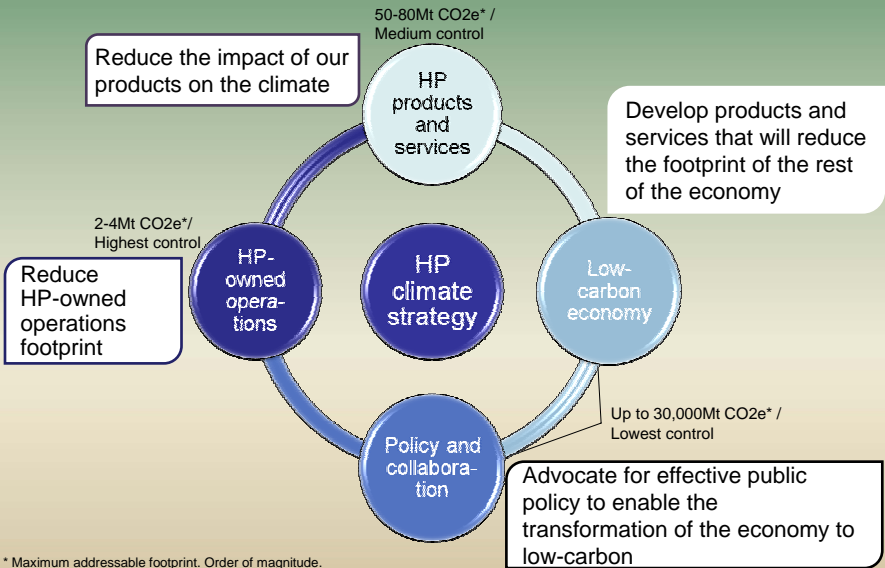 50-80Mt CO2e* /
Medium control
Reduce the impact of our
products on the climate
HP
products
and
services
Develop products and
services that will reduce
the footprint of the rest
of the economy
2-4Mt CO2e*/
Highest control
Reduce
HP-owned
operations
footprint
HP-
owned
opera-
tions
HP
climate
strategy
Low-
carbon
economy
Up to 30,000Mt CO2e* /
Lowest control
Policy and
collabora-
tion
Advocate for effective public
policy to enable the
transformation of the economy to
low-carbon
* Maximum addressable footprint. Order of magnitude.